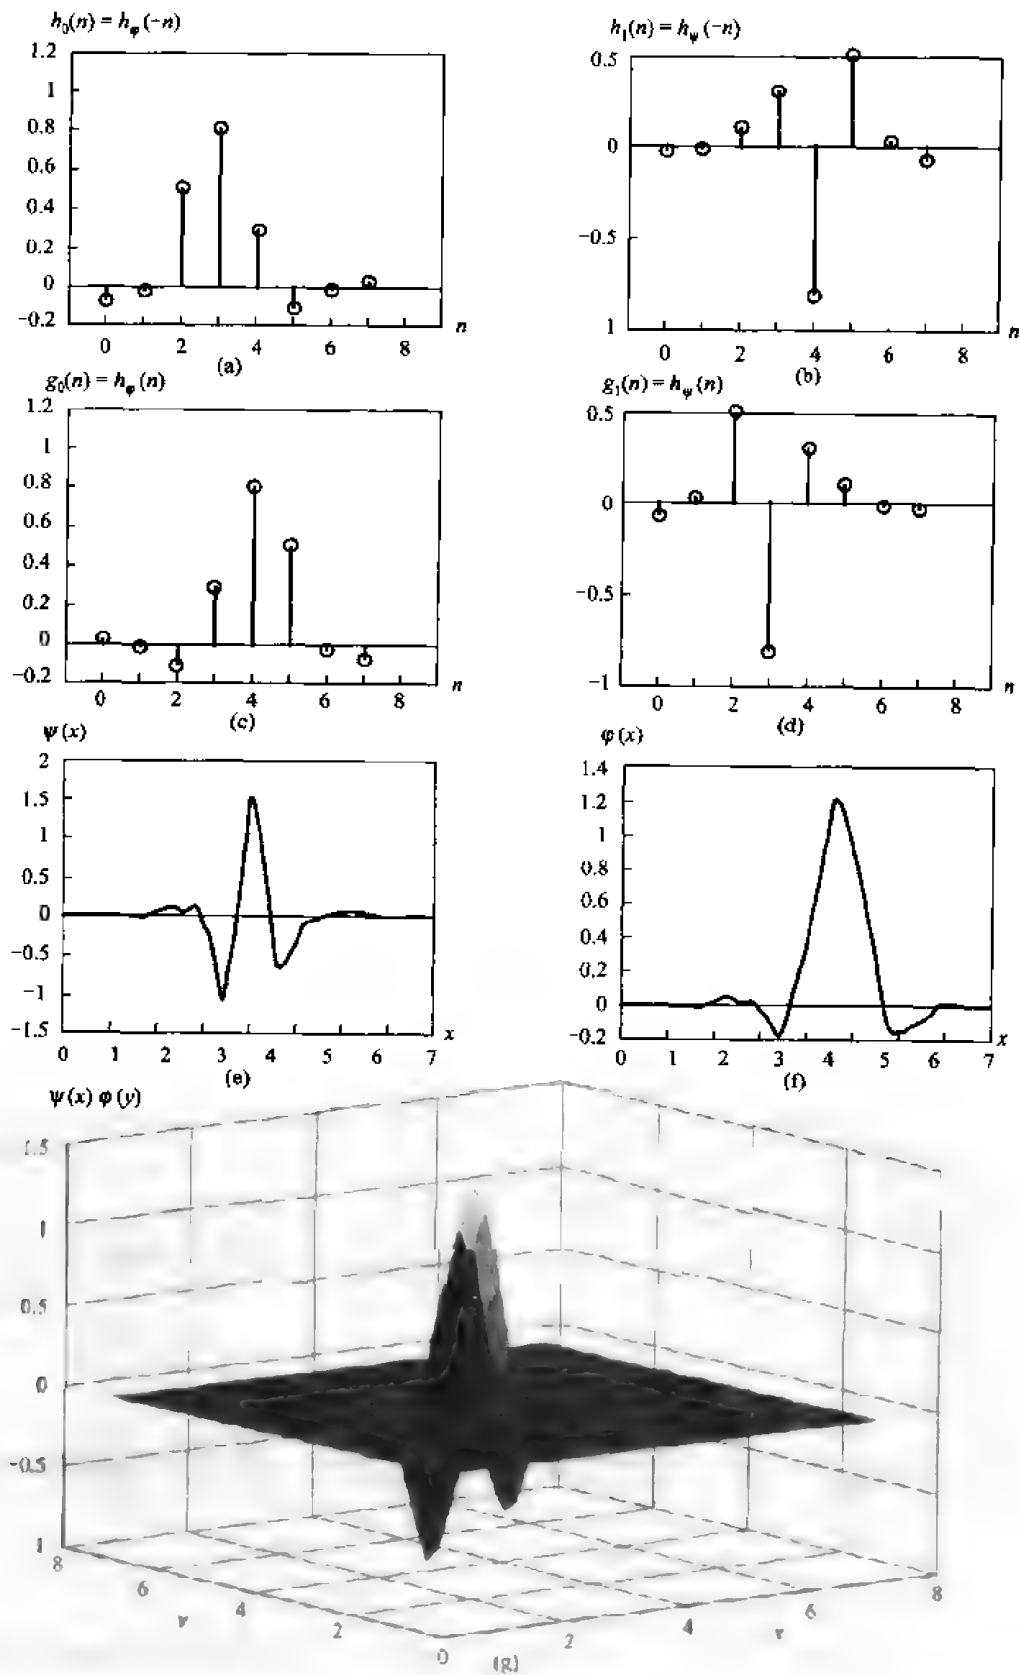 h₀(n) = hφ(−n)
1.2
1
0.8
0.6
0.4
0.2
0
−0.2
0 2 4 6 8 n
(a)
h₁(n) = hψ(−n)
0.5
0
−0.5
1
0 2 4 6 8 n
(b)
g₀(n) = hφ(n)
1.2
1
0.8
0.6
0.4
0.2
0
−0.2
0 2 4 6 8 n
(c)
g₁(n) = hψ(n)
0.5
0
−0.5
−1
0 2 4 6 8 n
(d)
ψ(x)
2
1.5
1
0.5
0
−0.5
−1
−1.5
x
0 1 2 3 4 5 6 7
(e)
φ(x)
1.4
1.2
1
0.8
0.6
0.4
0.2
0
−0.2
x
0 1 2 3 4 5 6 7
(f)
ψ(x) φ(y)
1.5
1
0.5
0
−0.5
1
8 6 4 2 0
2 4 6 8
(g)